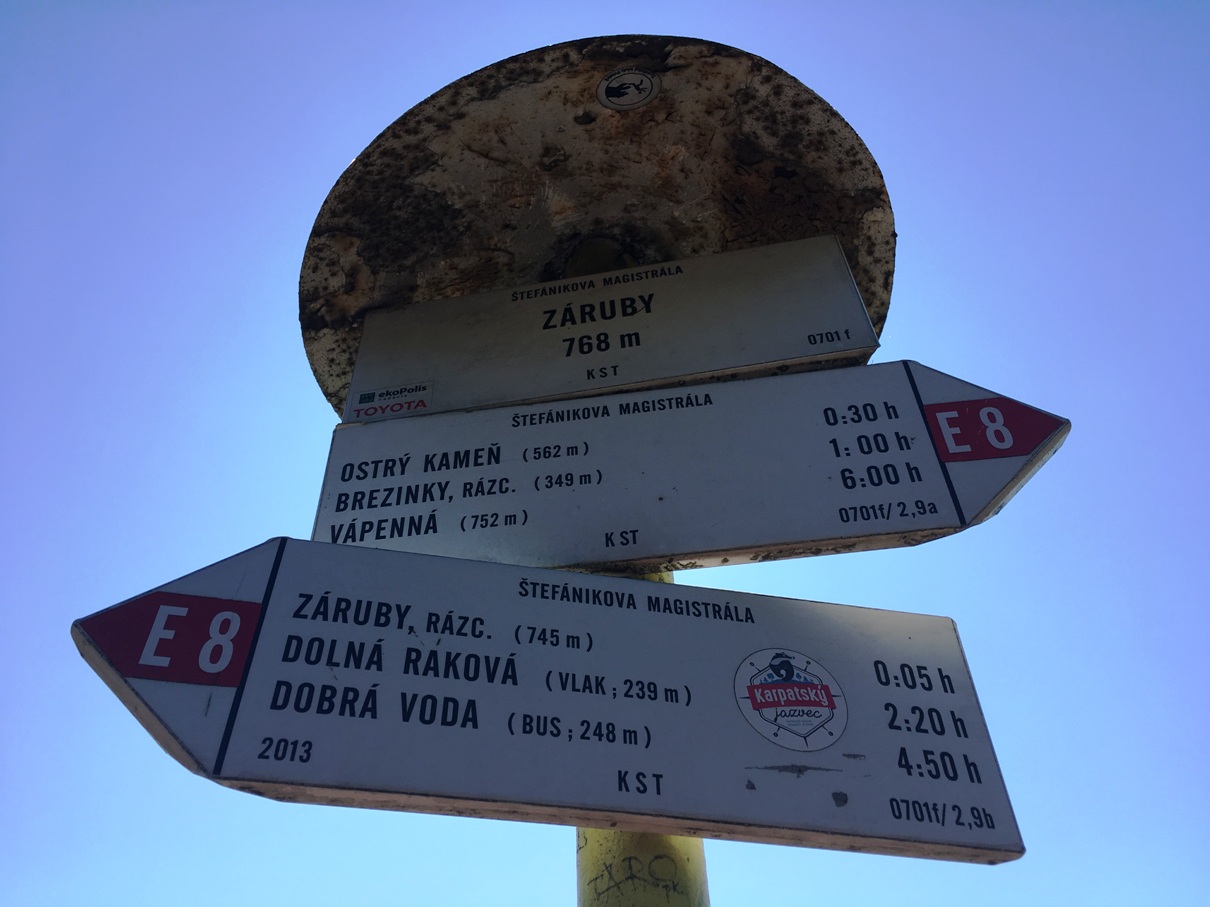 ŠTEFÁNIKOVA MAGISTRÁLA
ZÁRUBY
768 m
KST
0701 f
ekoPolis
TOYOTA
ŠTEFÁNIKOVA MAGISTRÁLA
OSTRÝ KAMEŇ (562 m) 0:30 h
BREZINKY, RÁZC. (349 m) 1:00 h
VÁPENNÁ (752 m) 6:00 h
KST
0701f/2,9a
E 8
ŠTEFÁNIKOVA MAGISTRÁLA
E 8
ZÁRUBY, RÁZC. (745 m) 0:05 h
DOLNÁ RAKOVÁ (VLAK ; 239 m) 2:20 h
DOBRÁ VODA (BUS ; 248 m) 4:50 h
Karpatský
jazvec
2013
KST
0701f/2,9b